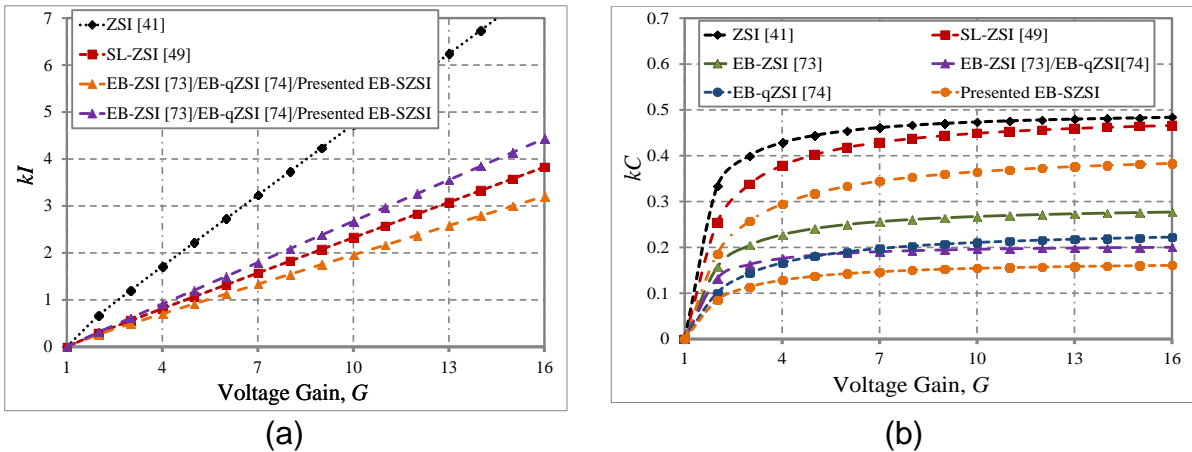 7
6
5
4
3
2
1
0
kI
ZSI [41]
SL-ZSI [49]
EB-ZSI [73]/EB-qZSI [74]/Presented EB-SZSI
EB-ZSI [73]/EB-qZSI [74]/Presented EB-SZSI
1 4 7 10 13 16
Voltage Gain, G
(a)
0.7
0.6
0.5
0.4
0.3
0.2
0.1
0
kC
ZSI [41] SL-ZSI [49]
EB-ZSI [73] EB-ZSI [73]/EB-qZSI[74]
EB-qZSI [74] Presented EB-SZSI
1 4 7 10 13 16
Voltage Gain, G
(b)